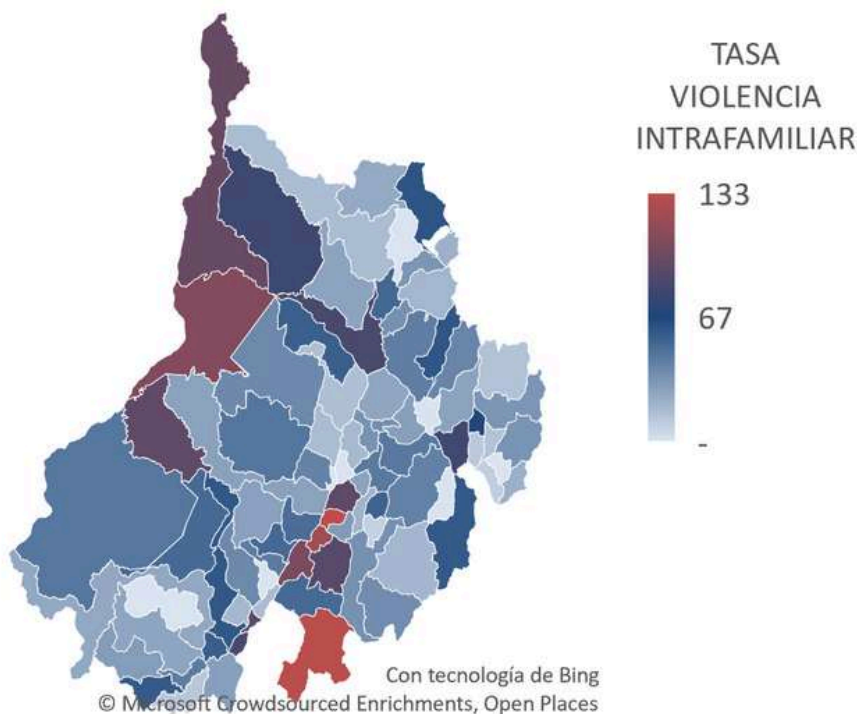 TASA
VIOLENCIA
INTRAFAMILIAR
133
67
-
Con tecnología de Bing
© Microsoft Crowdsourced Enrichments, Open Places